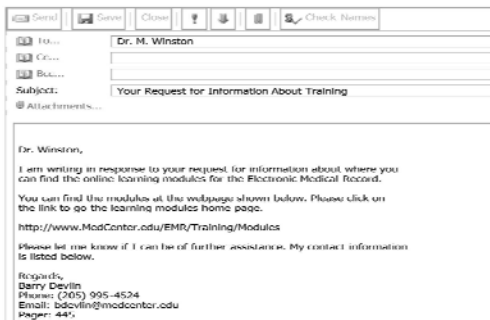 Send Save Close Check Names
To... Dr. M. Winston
Cc...
Bcc...
Subject: Your Request for Information About Training
Attachments...
Dr. Winston,
I am writing in response to your request for information about where you
can find the online learning modules for the Electronic Medical Record.
You can find the modules at the webpage shown below. Please click on
the link to go the learning modules home page.
http://www.MedCenter.edu/EMR/Training/Modules
Please let me know if I can be of further assistance. My contact information
is listed below.
Regards,
Barry Devlin
Phone: (205) 995-4524
Email: bdevlin@medcenter.edu
Pager: 445